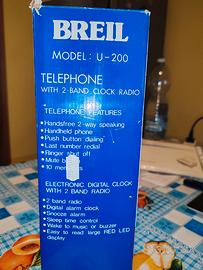 BREIL
MODEL: U-200
TELEPHONE
WITH 2-BAND CLOCK RADIO
TELEPHONE FEATURES
• Handsfree 2-way speaking
• Handheld phone
• Push button dialing
• Last number redial
• Ringer shut off
• Mute
• 10
ELECTRONIC DIGITAL CLOCK
WITH 2 BAND RADIO
• 2 band radio
• Digital alarm clock
• Snooze alarm
• Sleep time control
• Wake to music or buzzer
• Easy to read large RED LED
display